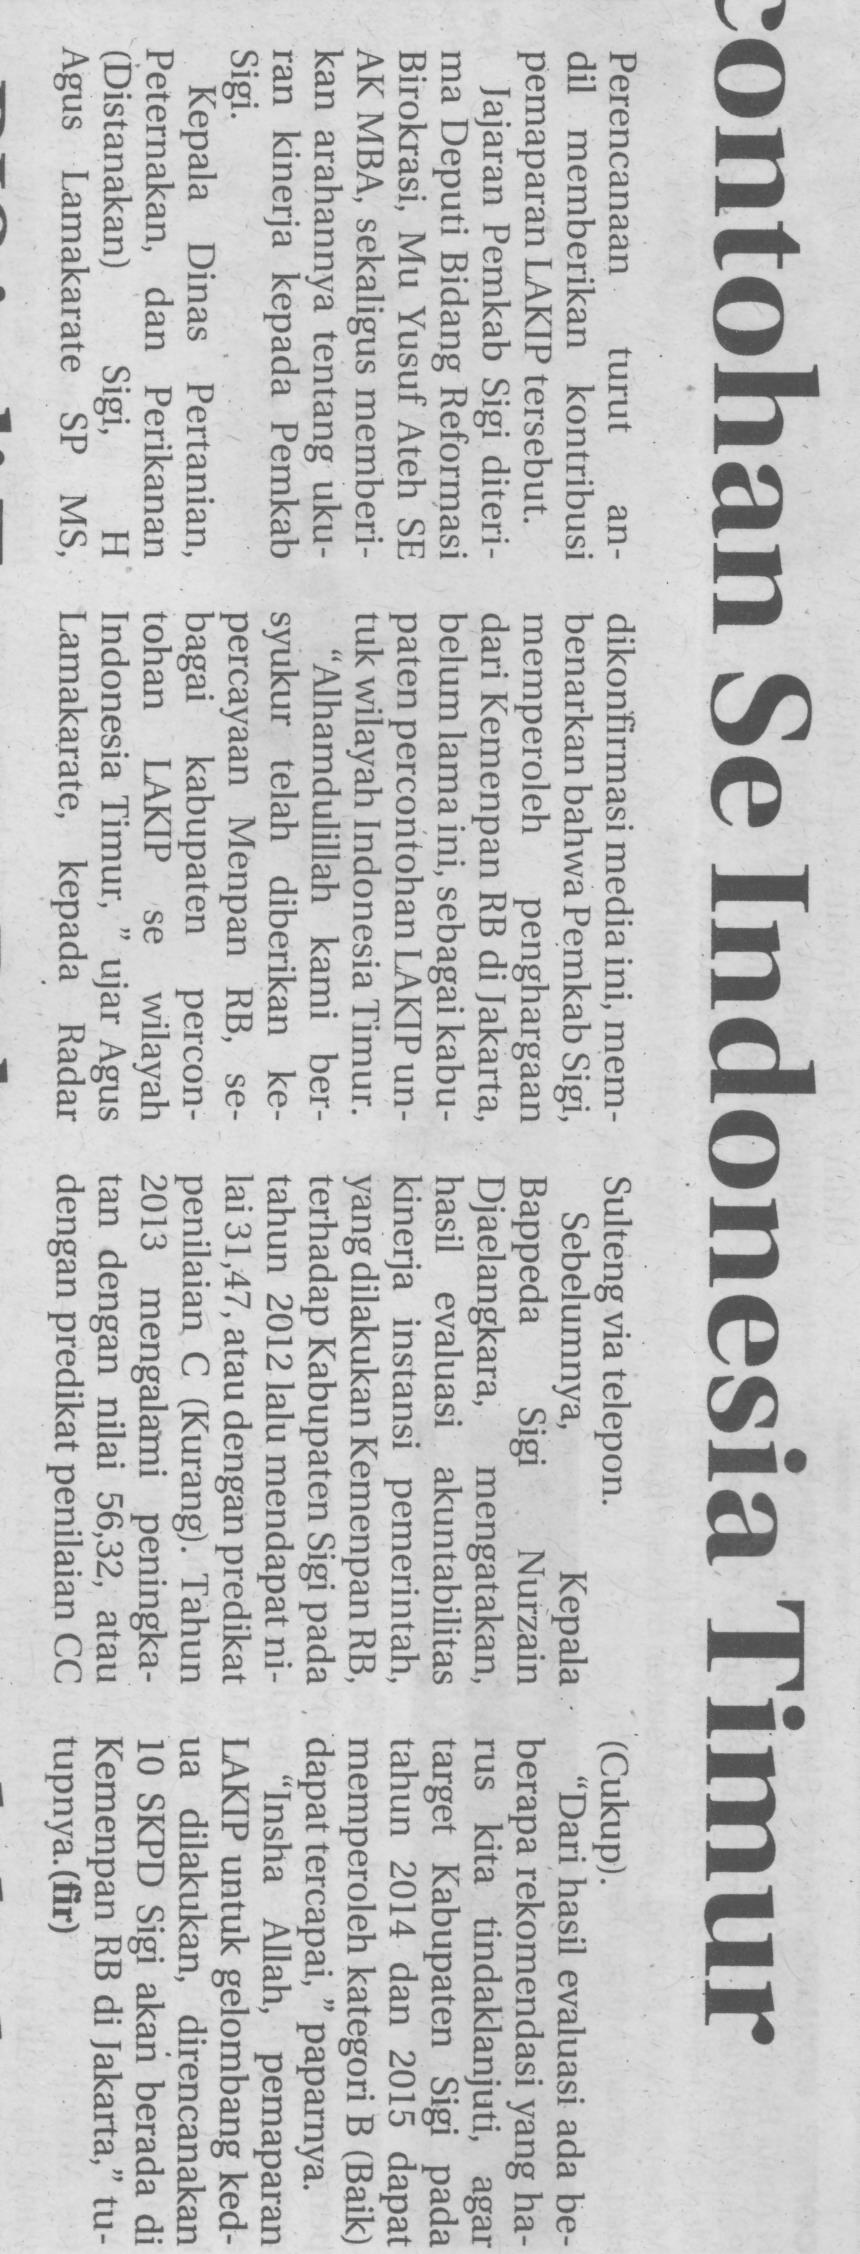 contohan Se Indonesia Timur
Perencanaan turut an-
dil memberikan kontribusi
pemaparan LAKIP tersebut.
Jajaran Pemkab Sigi diteri-
ma Deputi Bidang Reformasi
Birokrasi, Mu Yusuf Ateh SE
AK MBA, sekaligus memberi-
kan arahannya tentang uku-
ran kinerja kepada Pemkab
Sigi.
Kepala Dinas Pertanian,
Peternakan, dan Perikanan
(Distanakan) Sigi, H
Agus Lamakarate SP MS,
dikonfirmasi media ini, mem-
benarkan bahwa Pemkab Sigi,
memperoleh penghargaan
dari Kemenpan RB di Jakarta,
belum lama ini, sebagai kabu-
paten percontohan LAKIP un-
tuk wilayah Indonesia Timur.
“Alhamdulillah kami ber-
syukur telah diberikan ke-
percayaan Menpan RB, se-
bagai kabupaten percon-
tohan LAKIP se wilayah
Indonesia Timur, ” ujar Agus
Lamakarate, kepada Radar
Sulteng via telepon.
Sebelumnya, Kepala
Bappeda Sigi Nurzain
Djaelangkara, mengatakan,
hasil evaluasi akuntabilitas
kinerja instansi pemerintah,
yang dilakukan Kemenpan RB,
terhadap Kabupaten Sigi pada
tahun 2012 lalu mendapat ni-
lai 31,47, atau dengan predikat
penilaian C (Kurang). Tahun
2013 mengalami peningka-
tan dengan nilai 56,32, atau
dengan predikat penilaian CC
(Cukup).
“Dari hasil evaluasi ada be-
berapa rekomendasi yang ha-
rus kita tindaklanjuti, agar
target Kabupaten Sigi pada
tahun 2014 dan 2015 dapat
memperoleh kategori B (Baik)
dapat tercapai, ” paparnya.
“Insha Allah, pemaparan
LAKIP untuk gelombang ked-
ua dilakukan, direncanakan
10 SKPD Sigi akan berada di
Kemenpan RB di Jakarta,” tu-
tupnya.(fir)